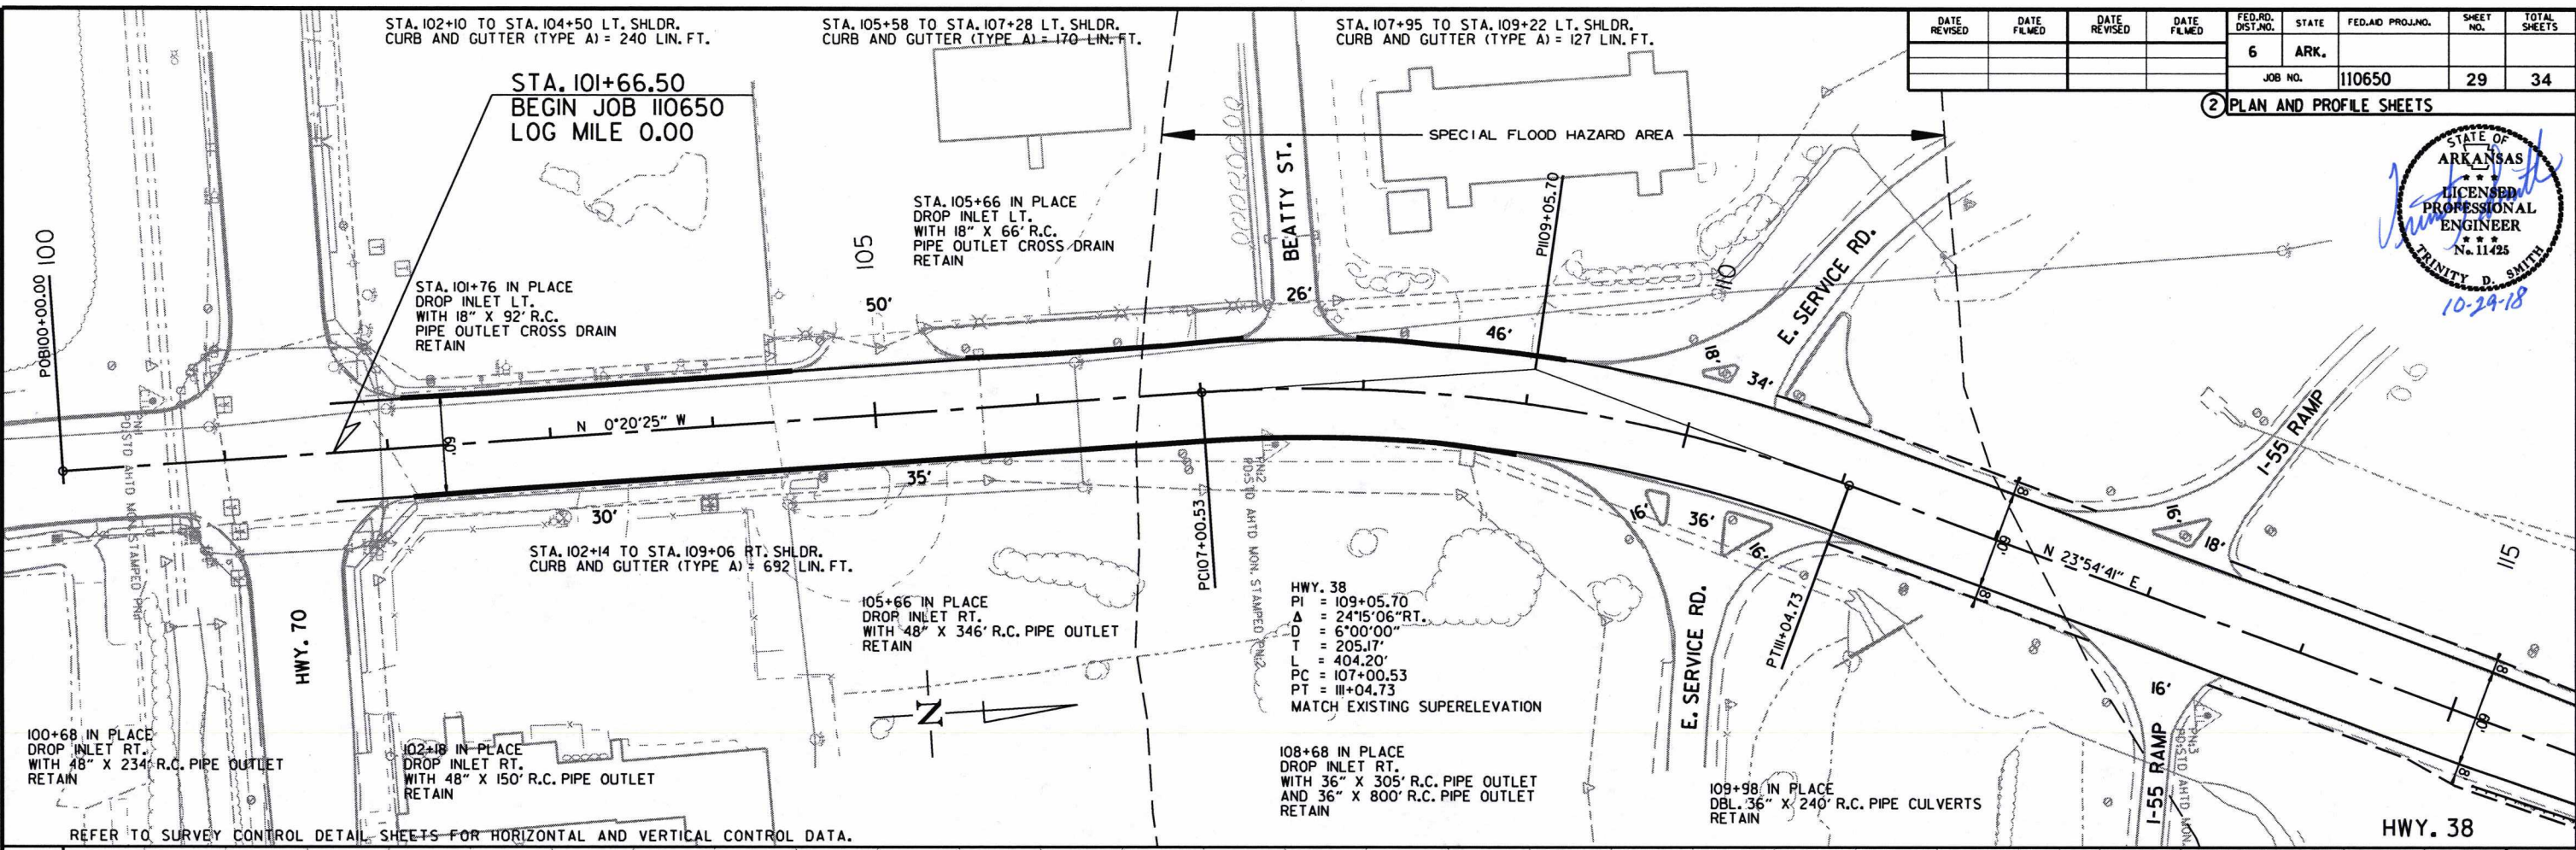 STA. 102+10 TO STA. 104+50 LT. SHLDR.
CURB AND GUTTER (TYPE A) = 240 LIN. FT.
STA. 105+58 TO STA. 107+28 LT. SHLDR.
CURB AND GUTTER (TYPE A) = 170 LIN. FT.
STA. 107+95 TO STA. 109+22 LT. SHLDR.
CURB AND GUTTER (TYPE A) = 127 LIN. FT.
DATE REVISED
DATE FILMED
DATE REVISED
DATE FILMED
FED.RD. DIST.NO.
STATE
FED.AID PROJ.NO.
SHEET NO.
TOTAL SHEETS
6
ARK.
JOB NO.
110650
29
34
2 PLAN AND PROFILE SHEETS
STATE OF
ARKANSAS
LICENSED
PROFESSIONAL
ENGINEER
No. 11425
TRINITY D. SMITH
10-29-18
STA. 101+66.50
BEGIN JOB 110650
LOG MILE 0.00
SPECIAL FLOOD HAZARD AREA
BEATTY ST.
STA. 105+66 IN PLACE
DROP INLET LT.
WITH 18" X 66' R.C.
PIPE OUTLET CROSS DRAIN
RETAIN
STA. 101+76 IN PLACE
DROP INLET LT.
WITH 18" X 92' R.C.
PIPE OUTLET CROSS DRAIN
RETAIN
POB100+00.00
100
105
110
115
PI109+05.70
E. SERVICE RD.
50'
26'
46'
18'
34'
I-55 RAMP
N 0°20'25" W
60'
35'
30'
PC107+00.53
16'
36'
16'
PT111+04.73
8'
60'
8'
16'
18'
N 23°54'41" E
STA. 102+14 TO STA. 109+06 RT. SHLDR.
CURB AND GUTTER (TYPE A) = 692 LIN. FT.
105+66 IN PLACE
DROP INLET RT.
WITH 48" X 346' R.C. PIPE OUTLET
RETAIN
HWY. 38
PI = 109+05.70
Δ = 24°15'06"RT.
D = 6°00'00"
T = 205.17'
L = 404.20'
PC = 107+00.53
PT = 111+04.73
MATCH EXISTING SUPERELEVATION
HWY. 70
N
E. SERVICE RD.
16'
8'
60'
8'
I-55 RAMP
100+68 IN PLACE
DROP INLET RT.
WITH 48" X 234' R.C. PIPE OUTLET
RETAIN
102+18 IN PLACE
DROP INLET RT.
WITH 48" X 150' R.C. PIPE OUTLET
RETAIN
108+68 IN PLACE
DROP INLET RT.
WITH 36" X 305' R.C. PIPE OUTLET
AND 36" X 800' R.C. PIPE OUTLET
RETAIN
109+98 IN PLACE
DBL. 36" X 240' R.C. PIPE CULVERTS
RETAIN
HWY. 38
REFER TO SURVEY CONTROL DETAIL SHEETS FOR HORIZONTAL AND VERTICAL CONTROL DATA.